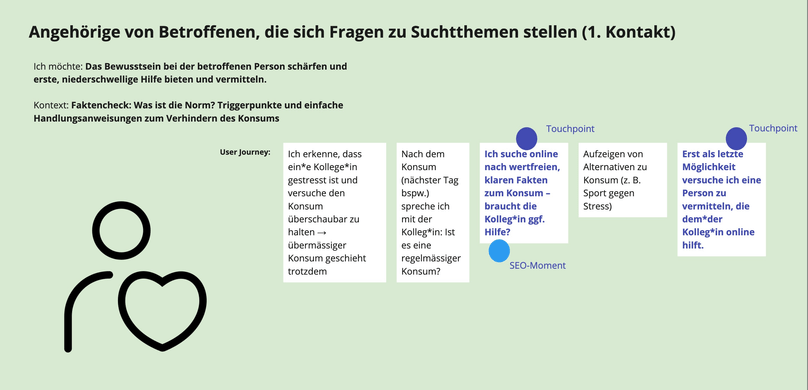 Angehörige von Betroffenen, die sich Fragen zu Suchtthemen stellen (1. Kontakt)
Ich möchte: Das Bewusstsein bei der betroffenen Person schärfen und
erste, niederschwellige Hilfe bieten und vermitteln.
Kontext: Faktencheck: Was ist die Norm? Triggerpunkte und einfache
Handlungsanweisungen zum Verhindern des Konsums
User Journey:
Ich erkenne, dass
ein*e Kollege*in
gestresst ist und
versuche den
Konsum
überschaubar zu
halten →
übermässiger
Konsum geschieht
trotzdem
Nach dem
Konsum
(nächster Tag
bspw.)
spreche ich
mit der
Kolleg*in: Ist
es eine
regelmässiger
Konsum?
Touchpoint
Ich suche online
nach wertfreien,
klaren Fakten
zum Konsum –
braucht die
Kolleg*in ggf.
Hilfe?
SEO-Moment
Aufzeigen von
Alternativen zu
Konsum (z. B.
Sport gegen
Stress)
Touchpoint
Erst als letzte
Möglichkeit
versuche ich eine
Person zu
vermitteln, die
dem*der
Kolleg*in online
hilft.